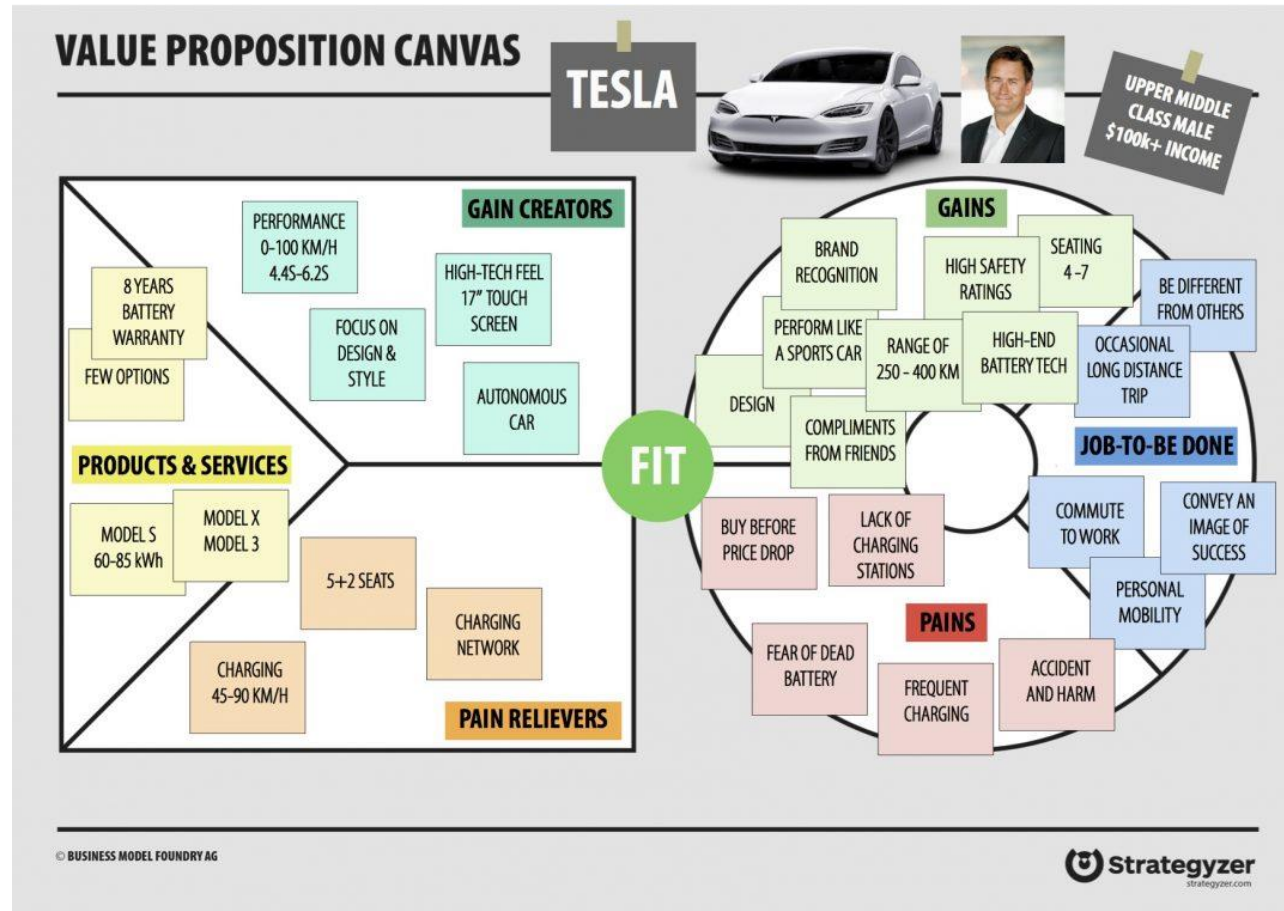 VALUE PROPOSITION CANVAS
TESLA
UPPER MIDDLE
CLASS MALE
$100k+ INCOME
GAIN CREATORS
PERFORMANCE
0-100 KM/H
4.4S-6.2S
HIGH-TECH FEEL
17” TOUCH
SCREEN
FOCUS ON
DESIGN &
STYLE
AUTONOMOUS
CAR
8 YEARS
BATTERY
WARRANTY
FEW OPTIONS
PRODUCTS & SERVICES
MODEL S
60-85 kWh
MODEL X
MODEL 3
5+2 SEATS
CHARGING
NETWORK
CHARGING
45-90 KM/H
PAIN RELIEVERS
FIT
GAINS
BRAND
RECOGNITION
HIGH SAFETY
RATINGS
SEATING
4 -7
PERFORM LIKE
A SPORTS CAR
RANGE OF
250 - 400 KM
HIGH-END
BATTERY TECH
DESIGN
COMPLIMENTS
FROM FRIENDS
BE DIFFERENT
FROM OTHERS
OCCASIONAL
LONG DISTANCE
TRIP
JOB-TO-BE DONE
COMMUTE
TO WORK
CONVEY AN
IMAGE OF
SUCCESS
PERSONAL
MOBILITY
BUY BEFORE
PRICE DROP
LACK OF
CHARGING
STATIONS
PAINS
FEAR OF DEAD
BATTERY
FREQUENT
CHARGING
ACCIDENT
AND HARM
© BUSINESS MODEL FOUNDRY AG
Strategyzer
strategyzer.com